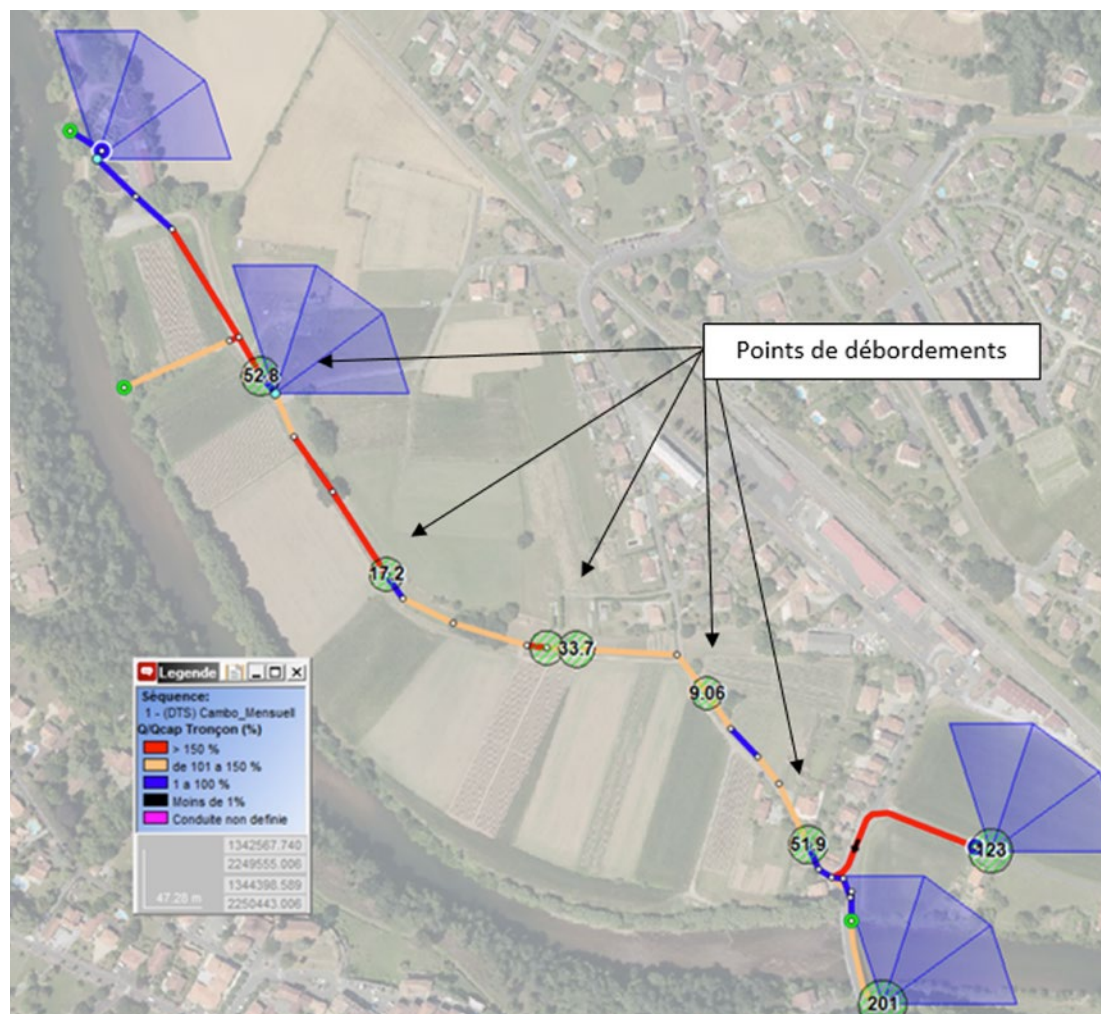 Points de débordements
52.8
17.2
33.7
9.06
51.9
123
201
Legende
Séquence:
1 - (DTS) Cambo_Mensuell
Q/Qcap Tronçon (%)
> 150 %
de 101 a 150 %
1 a 100 %
Moins de 1%
Conduite non definie
1342567.740
2249555.006
1344398.589
2250443.006
47.28 m